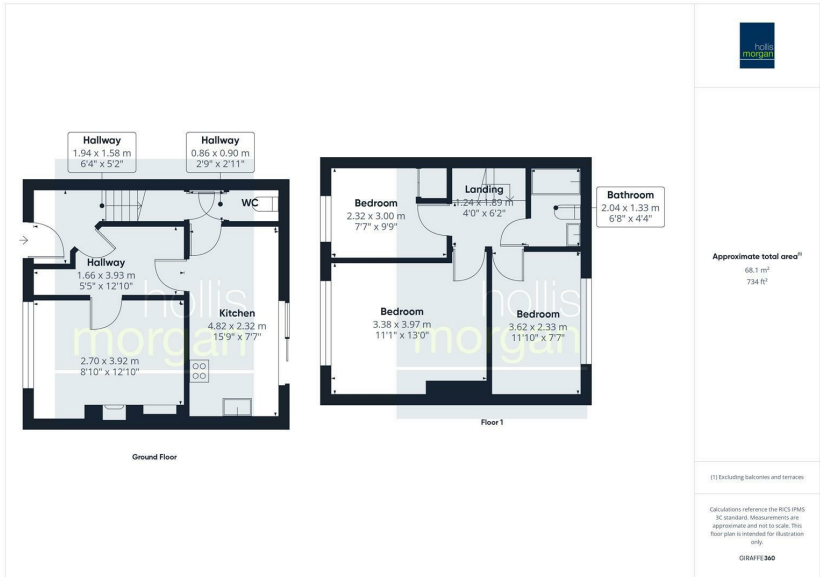 Hallway
1.94 x 1.58 m
6'4" x 5'2"
Hallway
0.86 x 0.90 m
2'9" x 2'11"
WC
Hallway
1.66 x 3.93 m
5'5" x 12'10"
Kitchen
4.82 x 2.32 m
15'9" x 7'7"
2.70 x 3.92 m
8'10" x 12'10"
hollis
morgan
Ground Floor
Bedroom
2.32 x 3.00 m
7'7" x 9'9"
Landing
1.24 x 1.89 m
4'0" x 6'2"
Bathroom
2.04 x 1.33 m
6'8" x 4'4"
Bedroom
3.38 x 3.97 m
11'1" x 13'0"
Bedroom
3.62 x 2.33 m
11'10" x 7'7"
hollis
morgan
Floor 1
hollis
morgan
Approximate total area(1)
68.1 m²
734 ft²
(1) Excluding balconies and terraces
Calculations reference the RICS IPMS
3C standard. Measurements are
approximate and not to scale. This
floor plan is intended for illustration
only.
GIRAFFE360